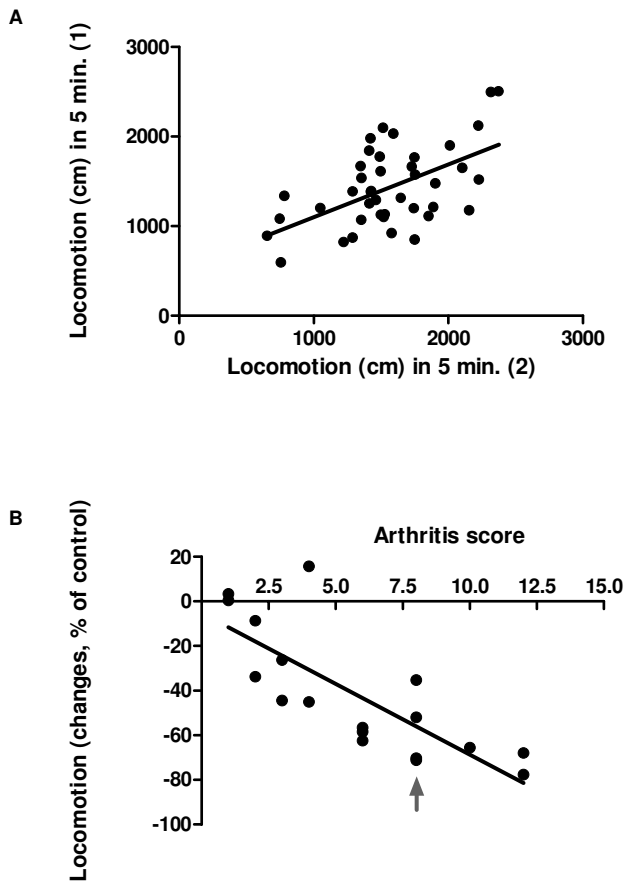 A
Locomotion (cm) in 5 min. (1)
3000
2000
1000
0
0 1000 2000 3000
Locomotion (cm) in 5 min. (2)
B
Locomotion (changes, % of control)
Arthritis score
20
2.5 5.0 7.5 10.0 12.5 15.0
0
-20
-40
-60
-80
-100